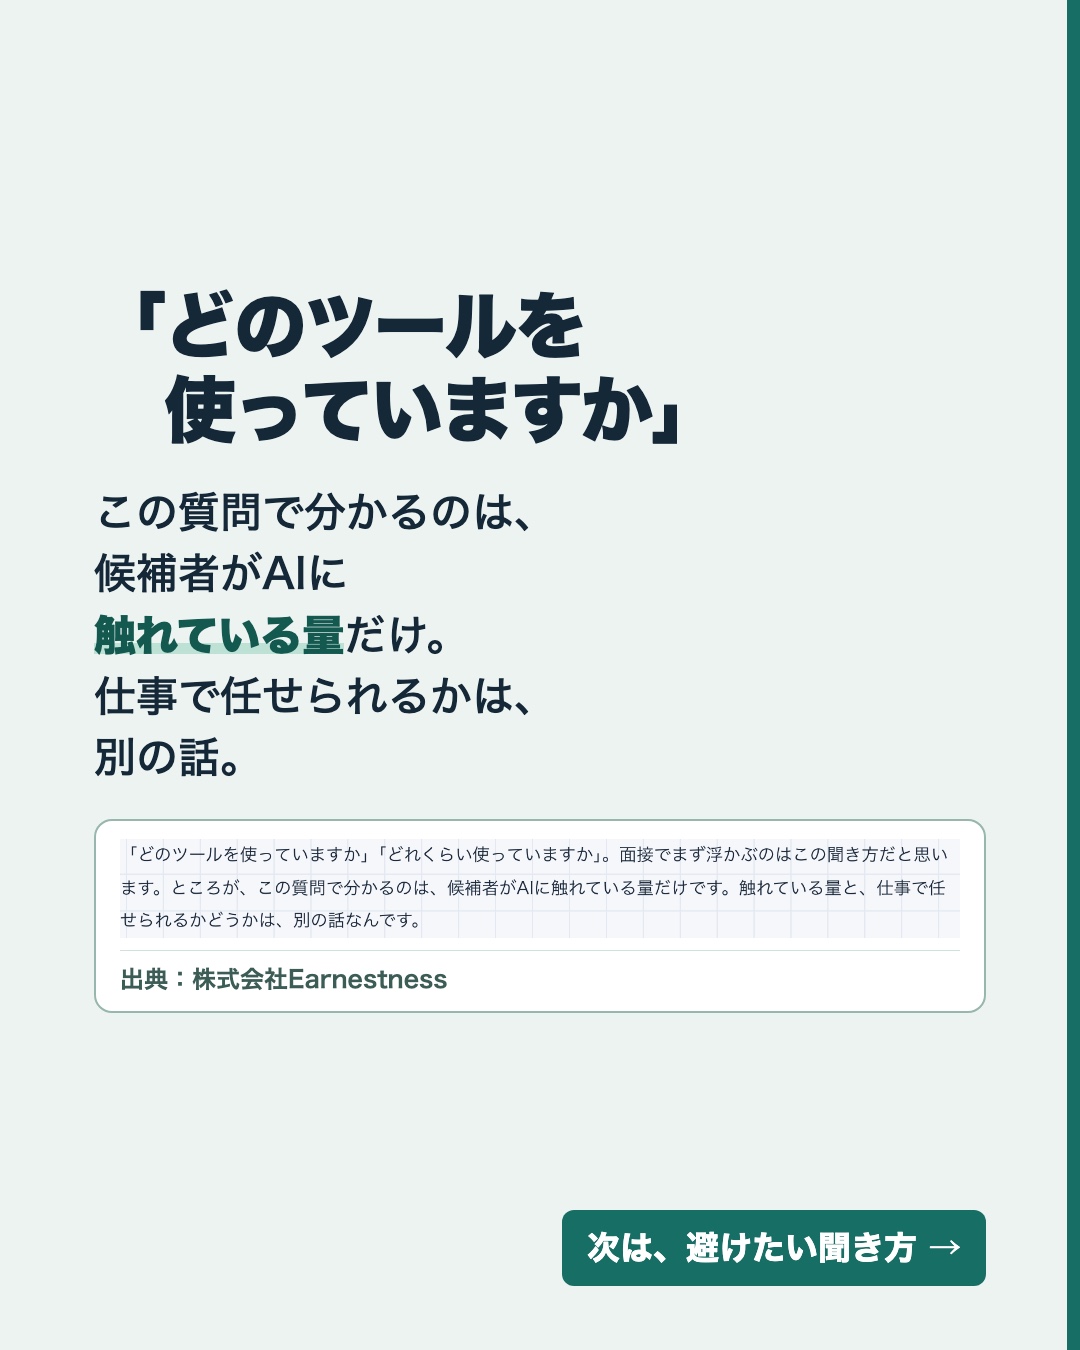 「どのツールを
使っていますか」
この質問で分かるのは、
候補者がAIに
触れている量だけ。
仕事で任せられるかは、
別の話。
「どのツールを使っていますか」「どれくらい使っていますか」。面接でまず浮かぶのはこの聞き方だと思い
ます。ところが、この質問で分かるのは、候補者がAIに触れている量だけです。触れている量と、仕事で任
せられるかどうかは、別の話なんです。
出典：株式会社Earnestness
次は、避けたい聞き方 →